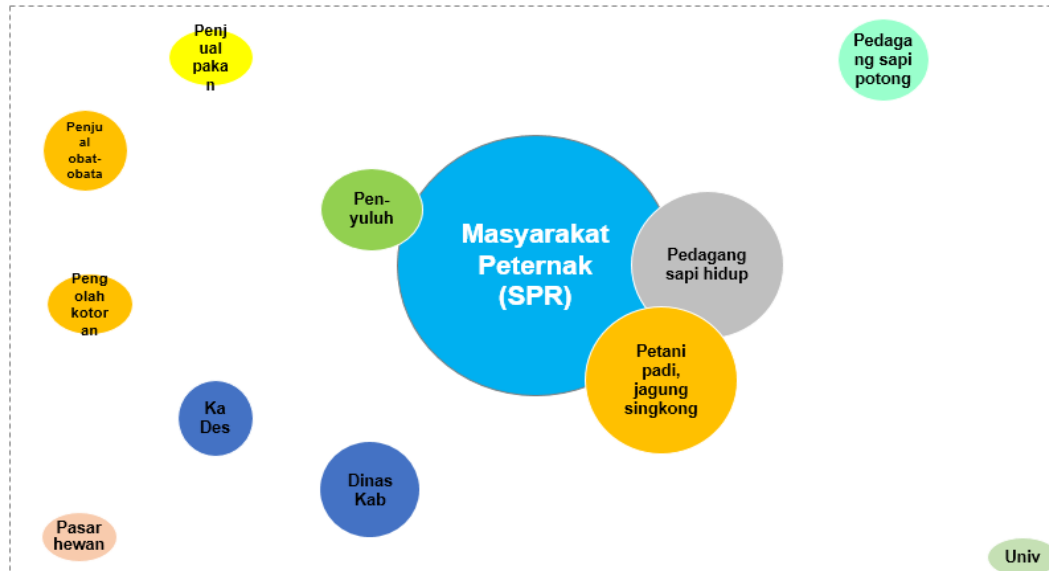 Penj
ual
paka
n
Pedaga
ng sapi
potong
Penju
al
obat-
obata
Pen-
yuluh
Masyarakat
Peternak
(SPR)
Pedagang
sapi hidup
Peng
olah
kotor
an
Petani
padi,
jagung
singkong
Ka
Des
Dinas
Kab
Pasar
hewan
Univ